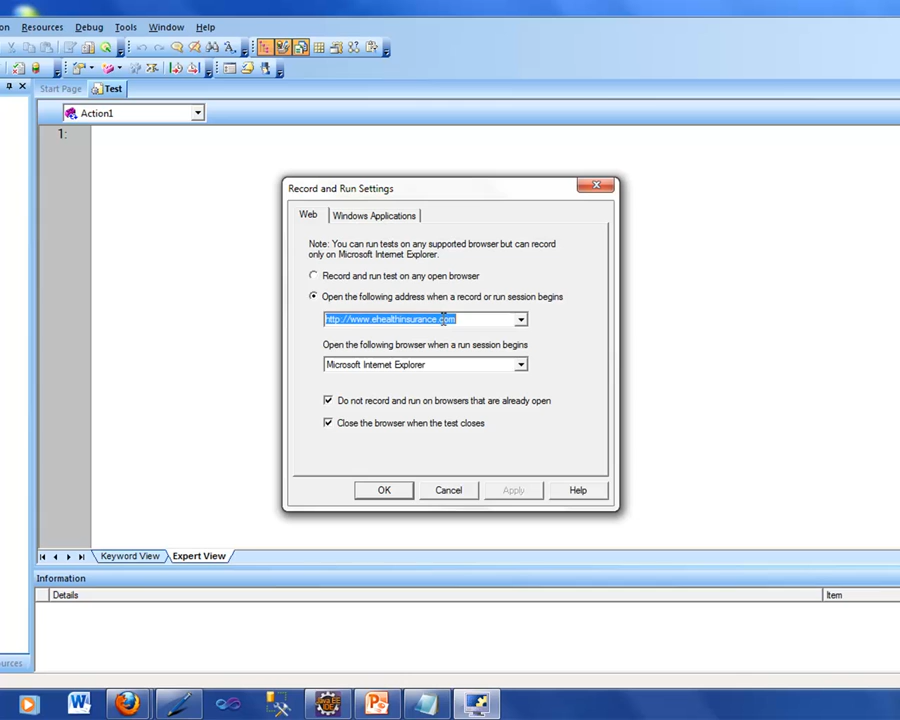 on Resources Debug Tools Window Help
Start Page Test
Action1
1:
Record and Run Settings
Web Windows Applications
Note: You can run tests on any supported browser but can record
only on Microsoft Internet Explorer.
Record and run test on any open browser
Open the following address when a record or run session begins
http://www.ehealthinsurance.com
Open the following browser when a run session begins
Microsoft Internet Explorer
Do not record and run on browsers that are already open
Close the browser when the test closes
OK Cancel Apply Help
Keyword View Expert View
Information
Details Item
ources
Java EE
IDE